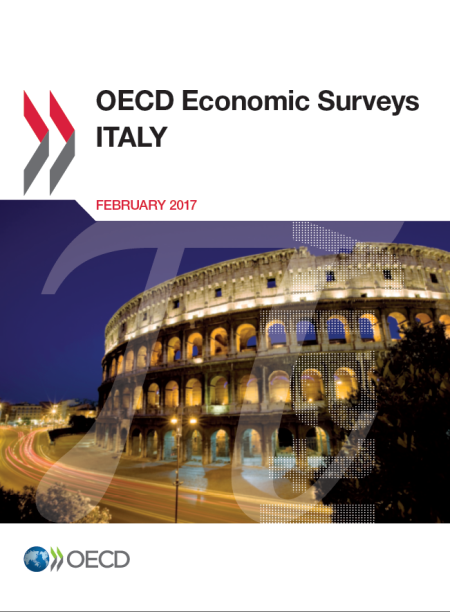 OECD Economic Surveys
ITALY
FEBRUARY 2017
OECD